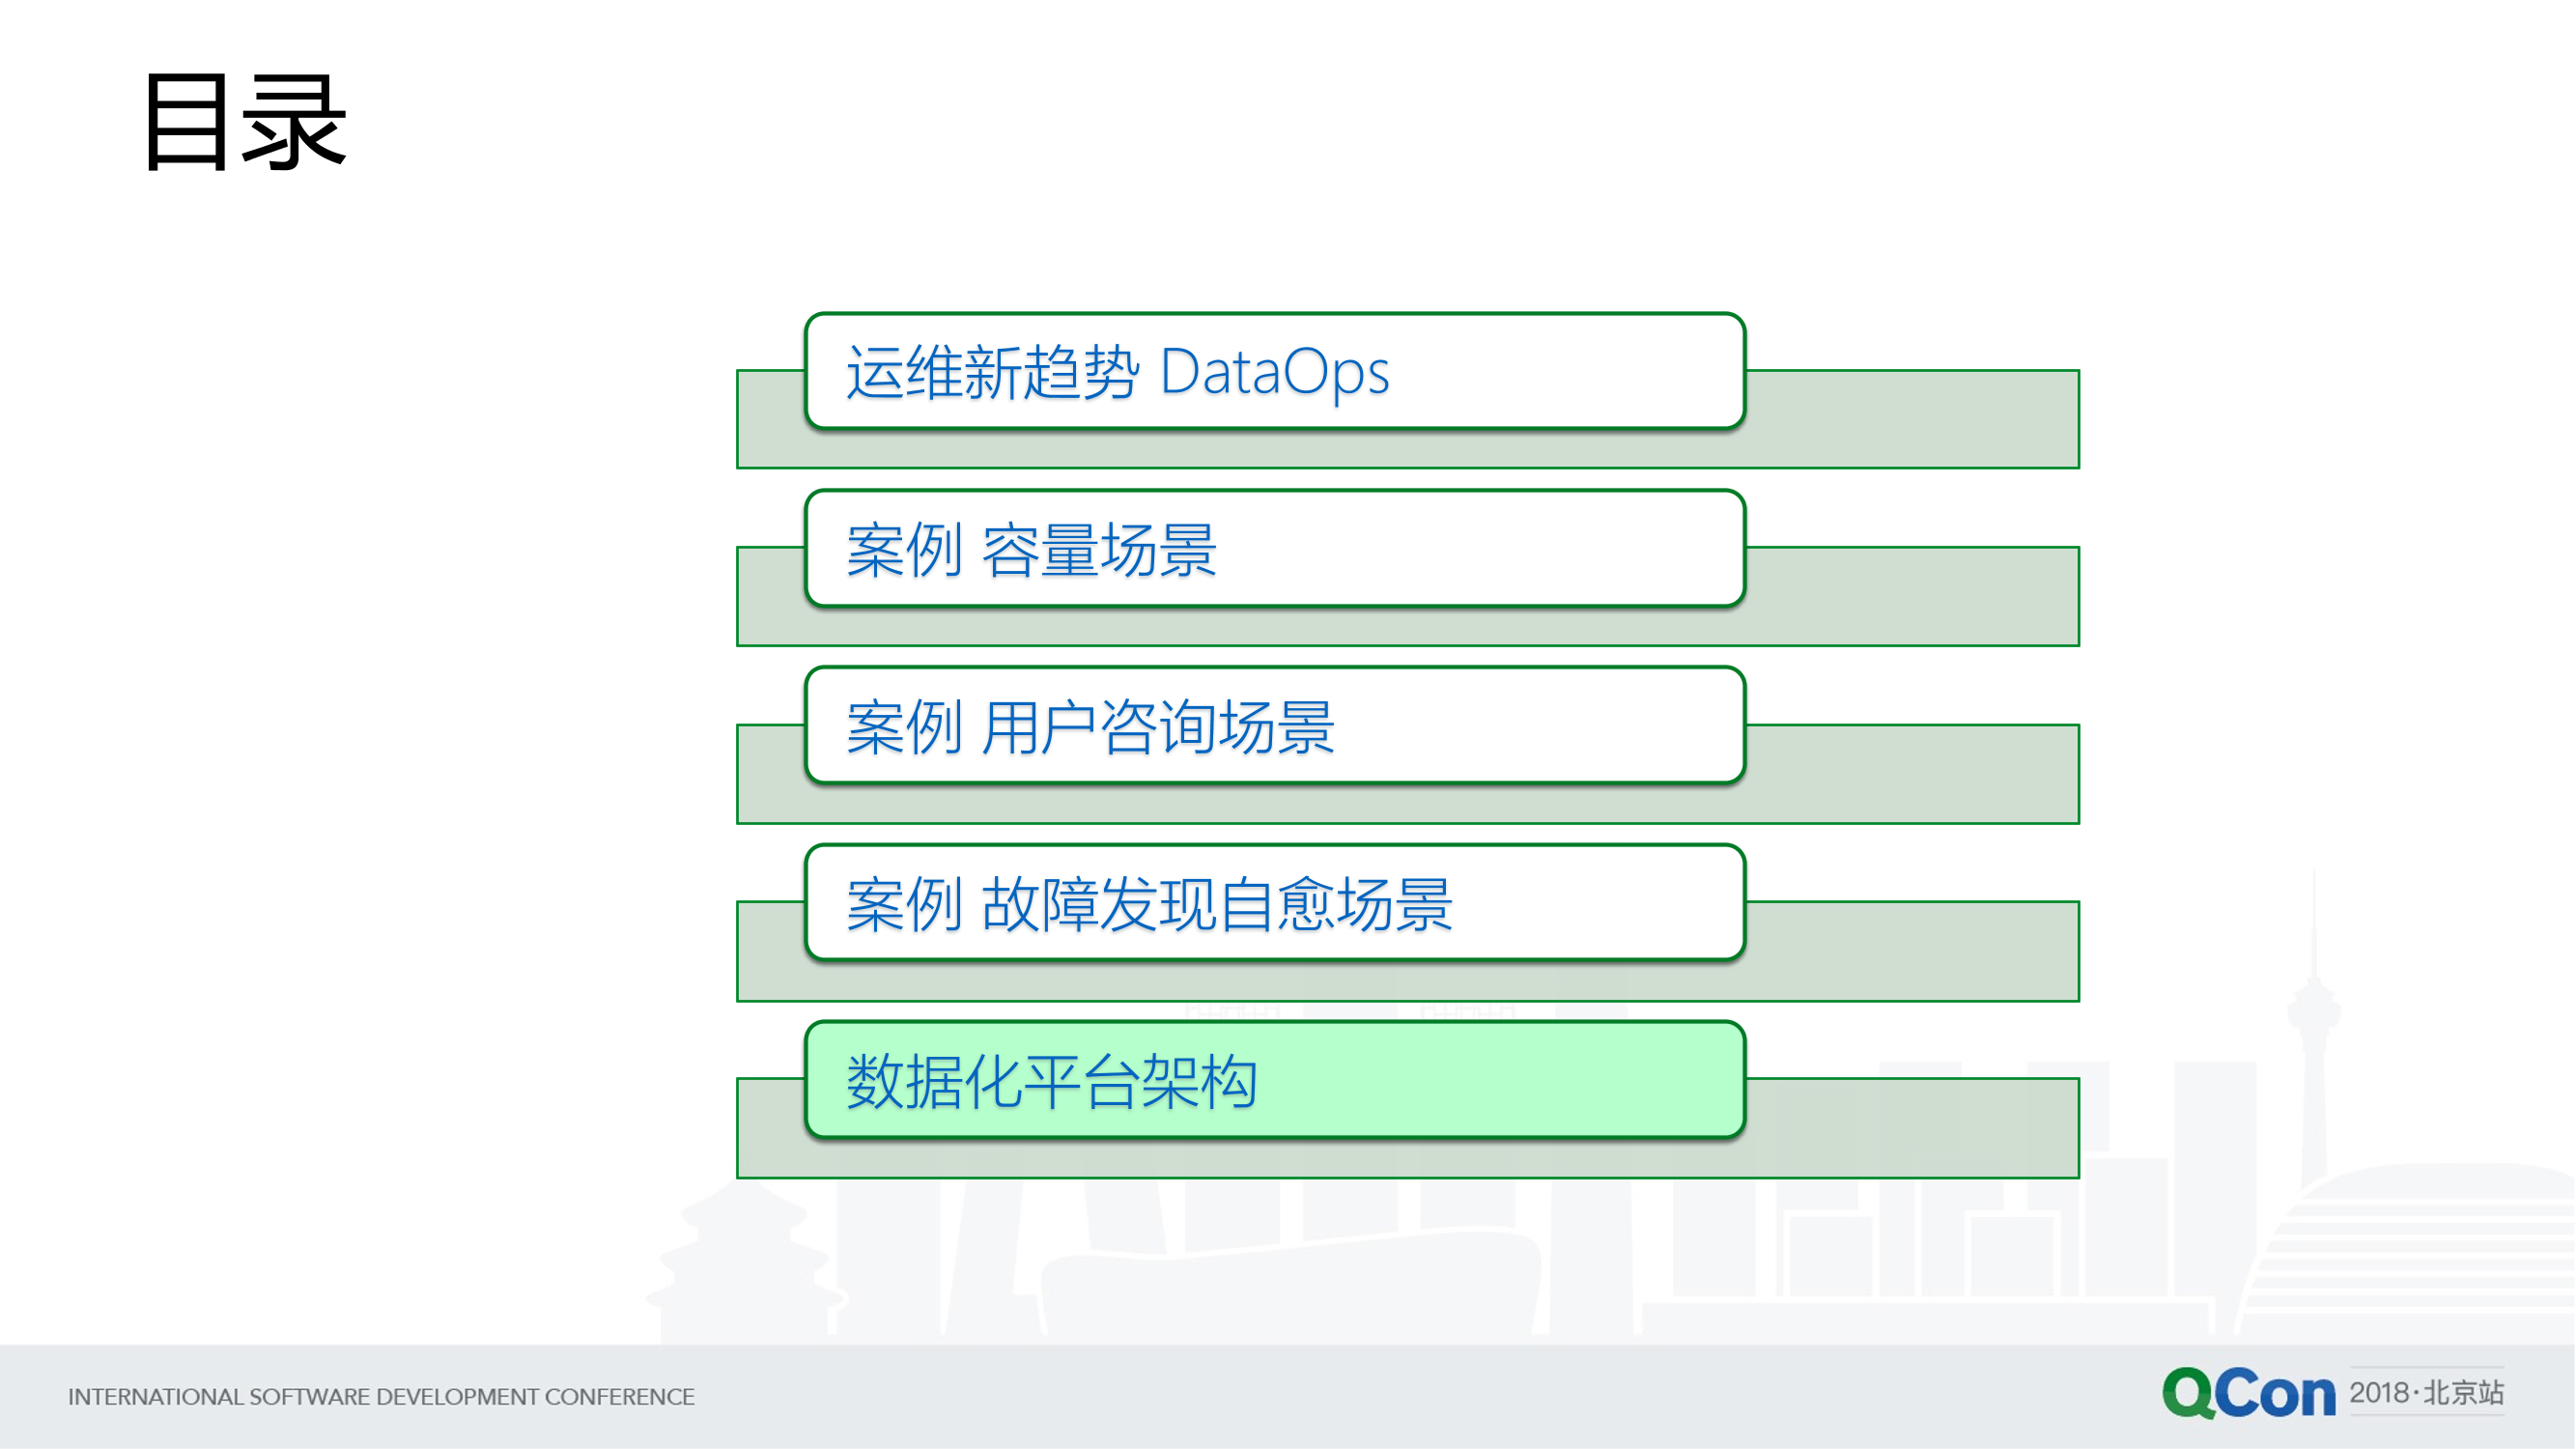 目录
运维新趋势 DataOps
案例 容量场景
案例 用户咨询场景
案例 故障发现自愈场景
数据化平台架构
INTERNATIONAL SOFTWARE DEVELOPMENT CONFERENCE
QCon 2018·北京站